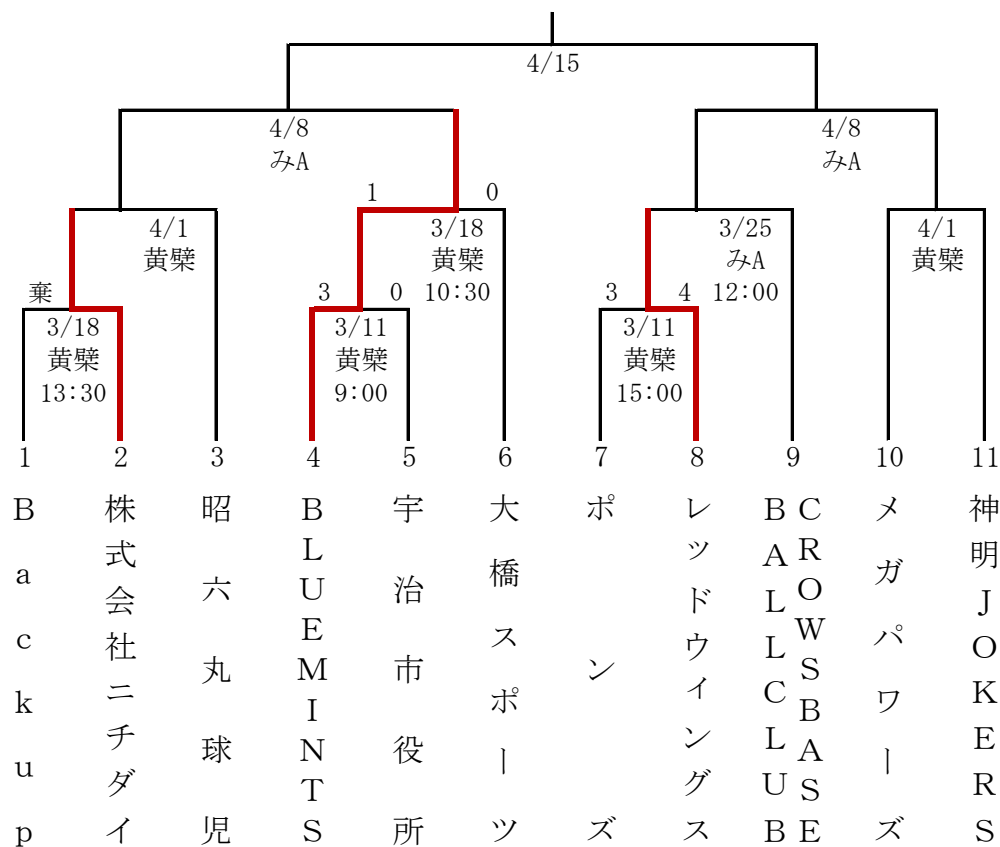 4/15
4/8
みA
4/8
みA
1
0
4/1
黄檗
3/18
黄檗
10:30
3/25
みA
12:00
4/1
黄檗
棄
3/18
黄檗
13:30
3
0
3/11
黄檗
9:00
3
4
3/11
黄檗
15:00
1
2
3
4
5
6
7
8
9
10
11
Backup
株式会社ニチダイ
昭六丸球児
BLUEMINTS
宇治市役所
大橋スポーツ
ポンズ
レッドウィングス
CROWSBASE
BALLCLUB
メガパワーズ
神明JOKERS